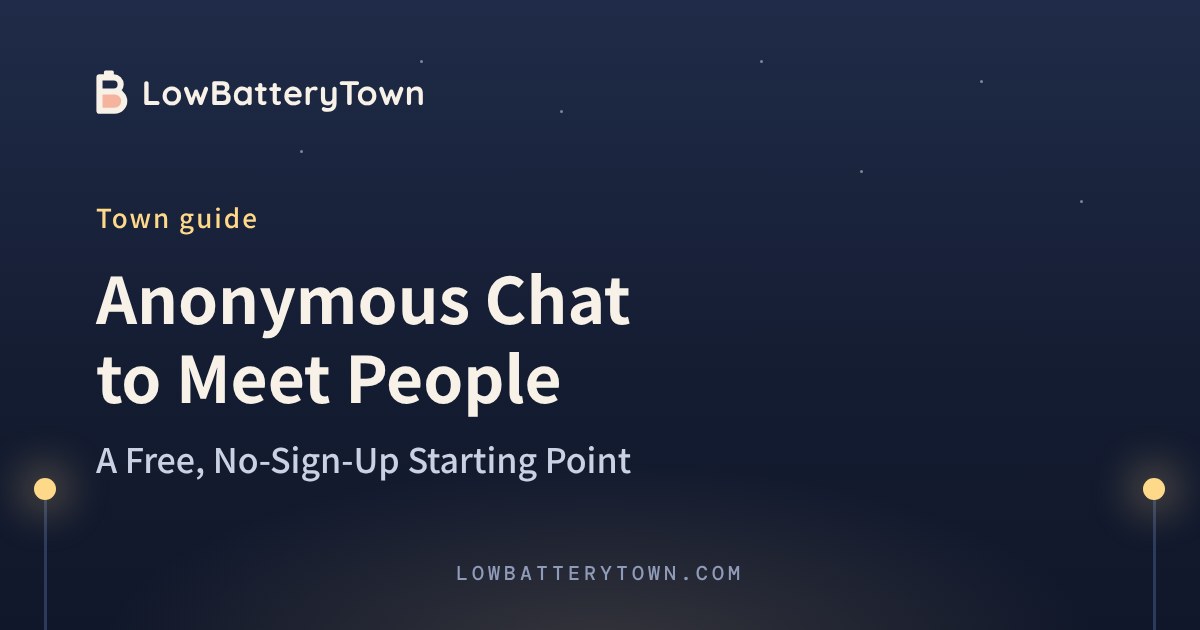 LowBatteryTown
Town guide
Anonymous Chat
to Meet People
A Free, No-Sign-Up Starting Point
LOWBATTERYTOWN.COM